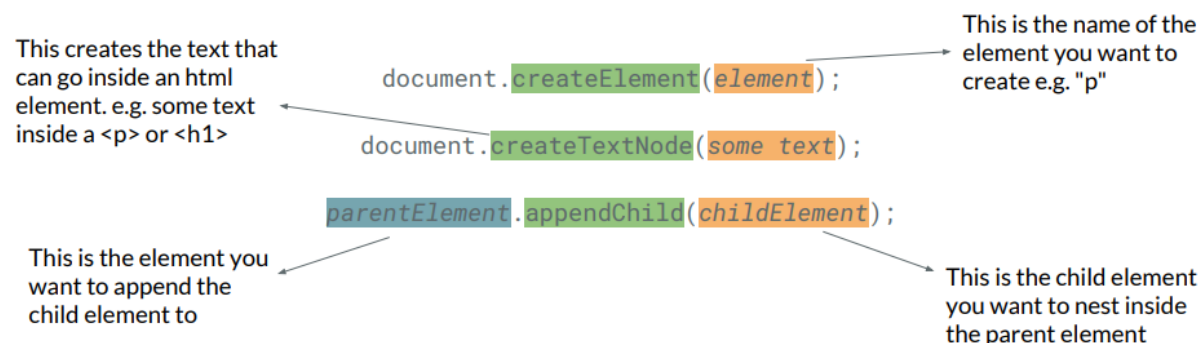 This is the name of the
element you want to
create e.g. "p"
This creates the text that
can go inside an html
element. e.g. some text
inside a <p> or <h1>
document.createElement(element);
document.createTextNode(some text);
parentElement.appendChild(childElement);
This is the element you
want to append the
child element to
This is the child element
you want to nest inside
the parent element